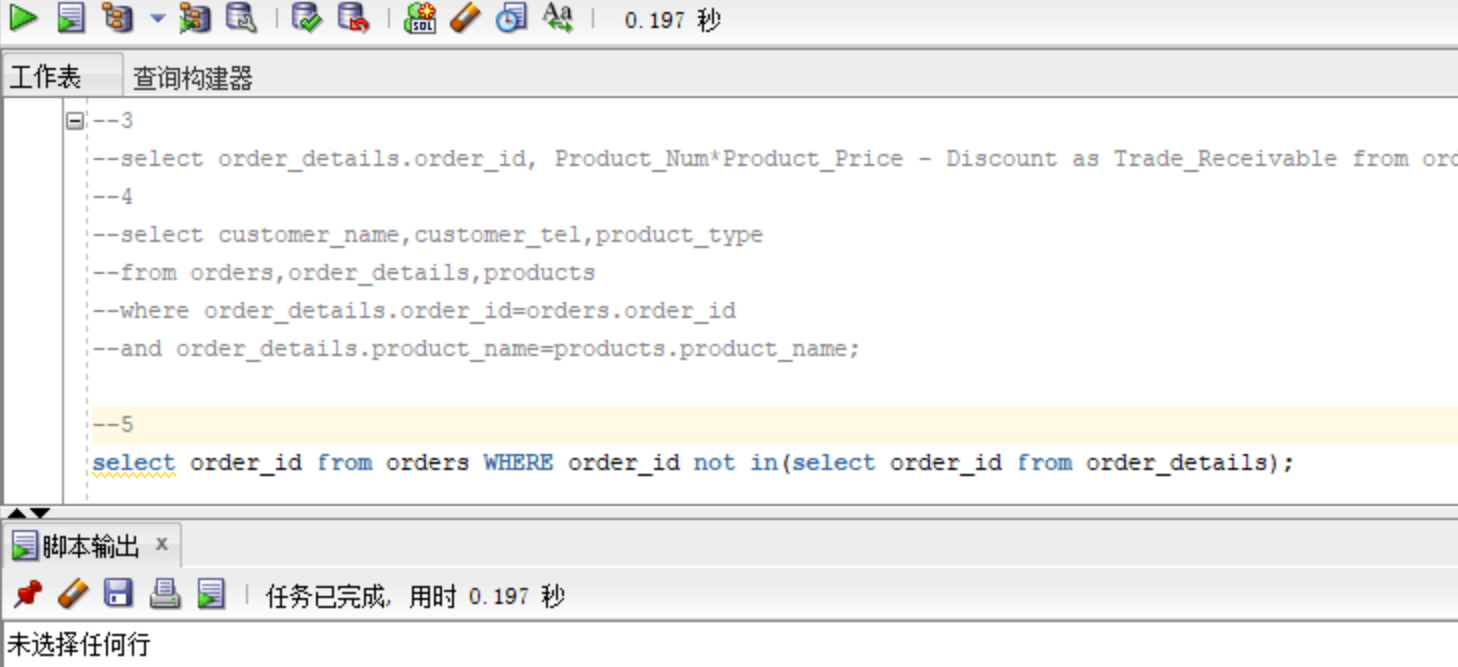 0.197 秒
工作表 查询构建器
--3
--select order_details.order_id, Product_Num*Product_Price - Discount as Trade_Receivable from ord
--4
--select customer_name,customer_tel,product_type
--from orders,order_details,products
--where order_details.order_id=orders.order_id
--and order_details.product_name=products.product_name;
--5
select order_id from orders WHERE order_id not in(select order_id from order_details);
脚本输出 x
任务已完成, 用时 0.197 秒
未选择任何行